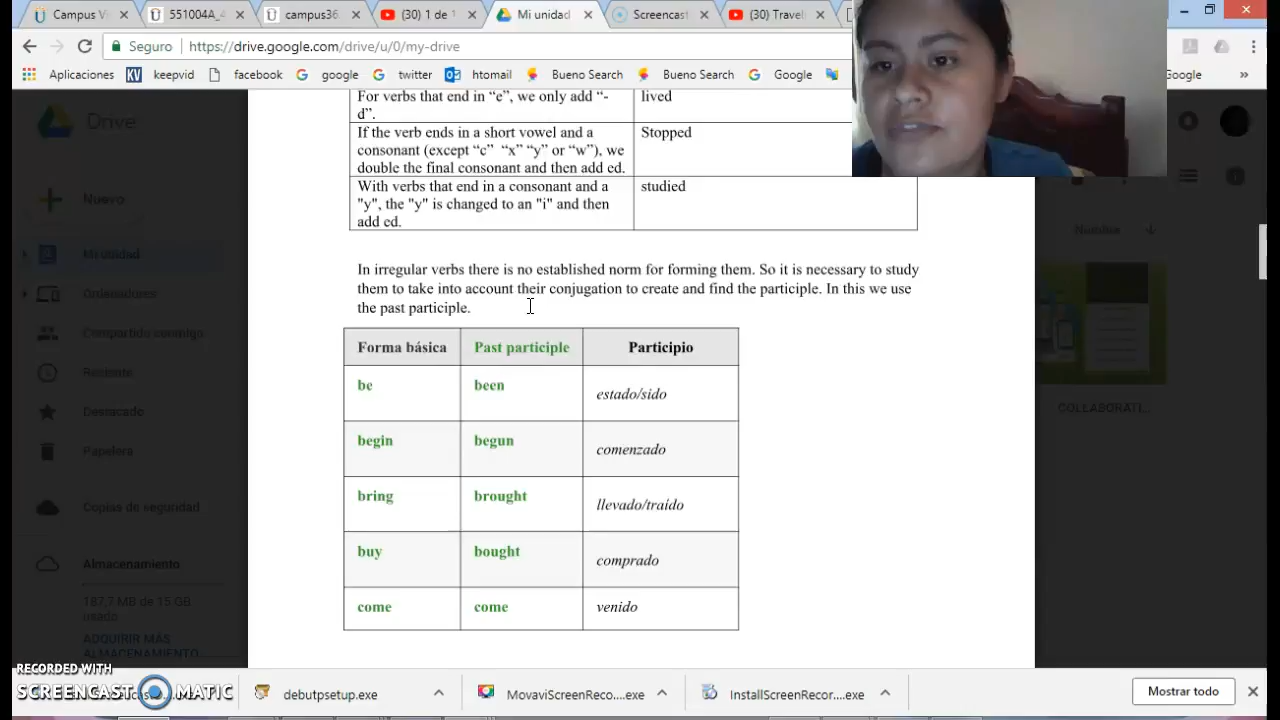 Campus Vi
551004A_4
campus36
(30) 1 de 1
Mi unidad
Screencast
(30) Travel
Seguro
https://drive.google.com/drive/u/0/my-drive
Aplicaciones
keepvid
facebook
google
twitter
htomail
Bueno Search
Bueno Search
Google
Google
»
Drive
Nuevo
Mi unidad
Ordenadores
Compartido conmigo
Reciente
Destacado
Papelera
Copias de seguridad
Almacenamiento
187,7 MB de 15 GB
usado
ADQUIRIR MÁS
ALMACENAMIENTO
Nombre
COLLABORATI...
For verbs that end in “e”, we only add “-
d”.
lived
If the verb ends in a short vowel and a
consonant (except “c” “x” “y” or “w”), we
double the final consonant and then add ed.
Stopped
With verbs that end in a consonant and a
"y", the "y" is changed to an "i" and then
add ed.
studied
In irregular verbs there is no established norm for forming them. So it is necessary to study
them to take into account their conjugation to create and find the participle. In this we use
the past participle.
Forma básica Past participle Participio
be been estado/sido
begin begun comenzado
bring brought llevado/traído
buy bought comprado
come come venido
RECORDED WITH
SCREENCAST MATIC
debutpsetup.exe
MovaviScreenReco....exe
InstallScreenRecor....exe
Mostrar todo